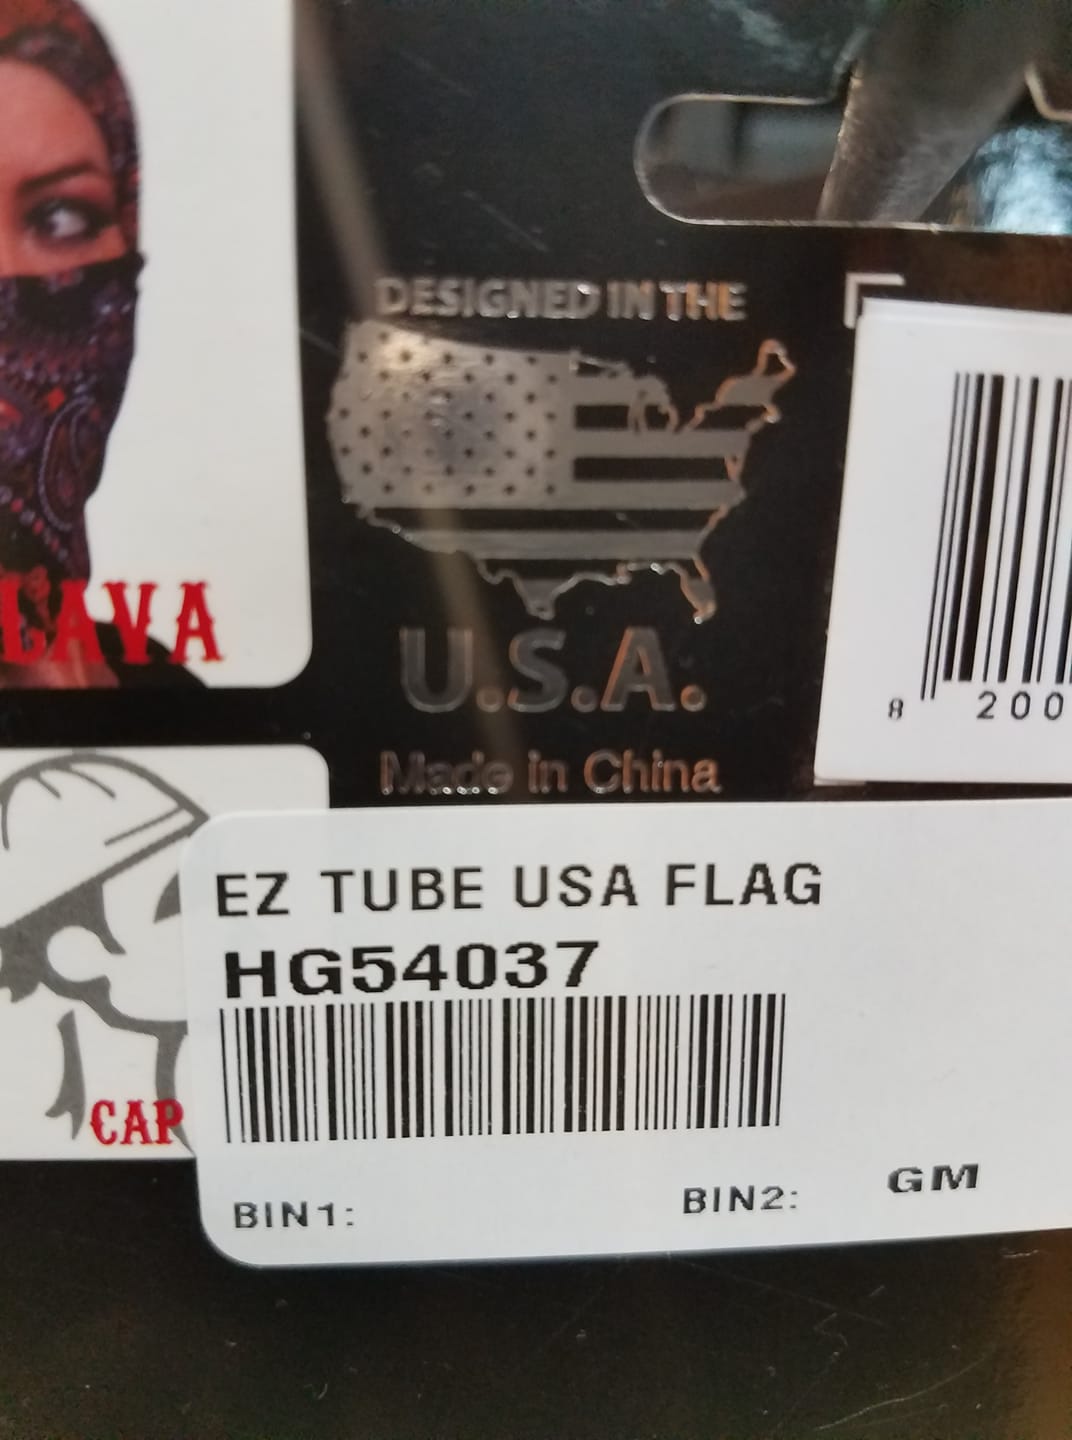 DESIGNED IN THE
U.S.A.
Made in China
LAVA
8 200
EZ TUBE USA FLAG
HG54037
CAP
BIN1: BIN2: GM